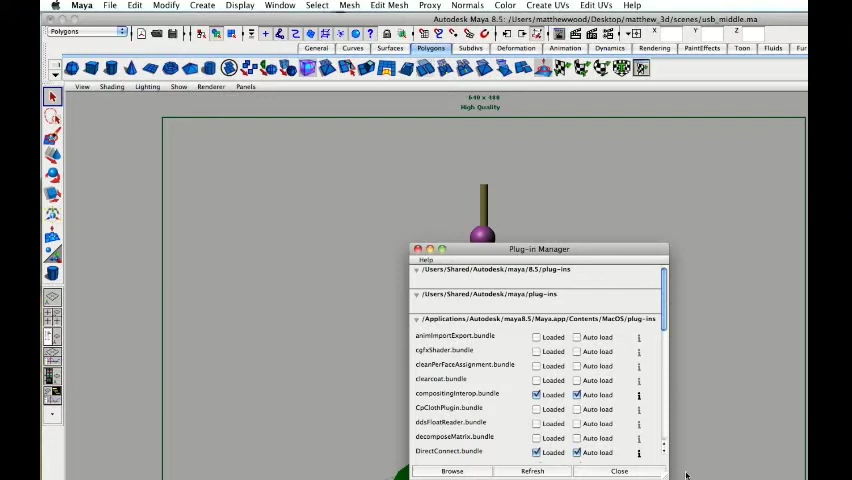 Maya File Edit Modify Create Display Window Select Mesh Edit Mesh Proxy Normals Color Create UVs Edit UVs Help
Autodesk Maya 8.5: /Users/matthewwood/Desktop/matthew_3d/scenes/usb_middle.ma
Polygons X: Y: Z:
General Curves Surfaces Polygons Subdivs Deformation Animation Dynamics Rendering PaintEffects Toon Fluids Fur
View Shading Lighting Show Renderer Panels
640 x 480
High Quality
Plug-in Manager
Help
/Users/Shared/Autodesk/maya/8.5/plug-ins
/Users/Shared/Autodesk/maya/plug-ins
/Applications/Autodesk/maya8.5/Maya.app/Contents/MacOS/plug-ins
animImportExport.bundle Loaded Auto load i
cgfxShader.bundle Loaded Auto load i
cleanPerFaceAssignment.bundle Loaded Auto load i
clearcoat.bundle Loaded Auto load i
compositingInterop.bundle Loaded Auto load i
CpClothPlugin.bundle Loaded Auto load i
ddsFloatReader.bundle Loaded Auto load i
decomposeMatrix.bundle Loaded Auto load i
DirectConnect.bundle Loaded Auto load i
Browse Refresh Close